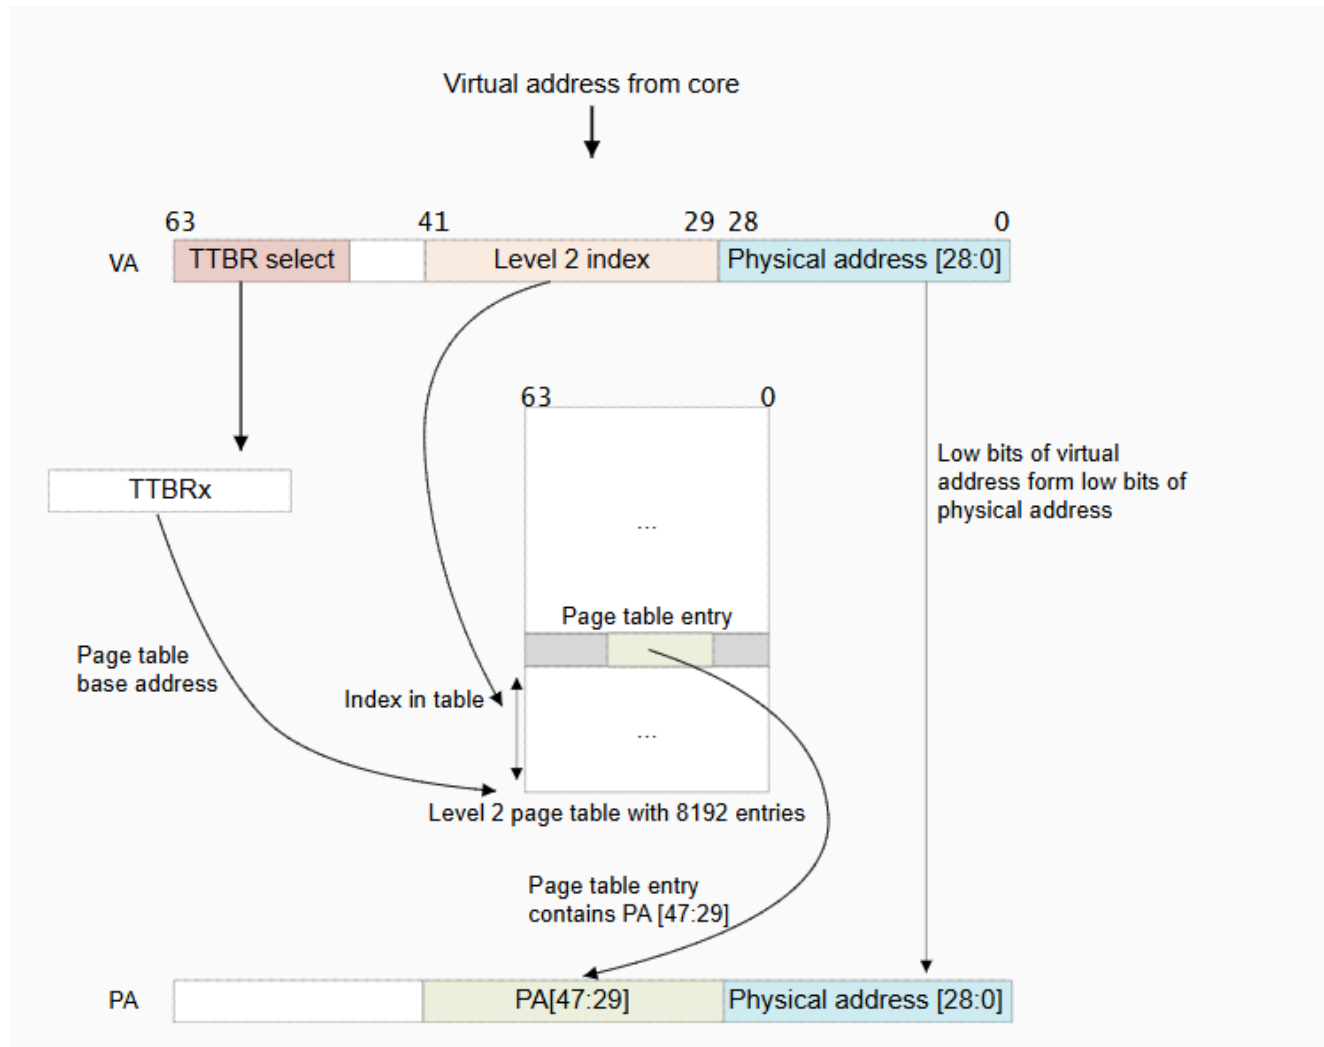 Virtual address from core
63 41 29 28 0
VA TTBR select Level 2 index Physical address [28:0]
63 0
TTBRx
Low bits of virtual
address form low bits of
physical address
...
Page table entry
Page table
base address
Index in table
...
Level 2 page table with 8192 entries
Page table entry
contains PA [47:29]
PA PA[47:29] Physical address [28:0]